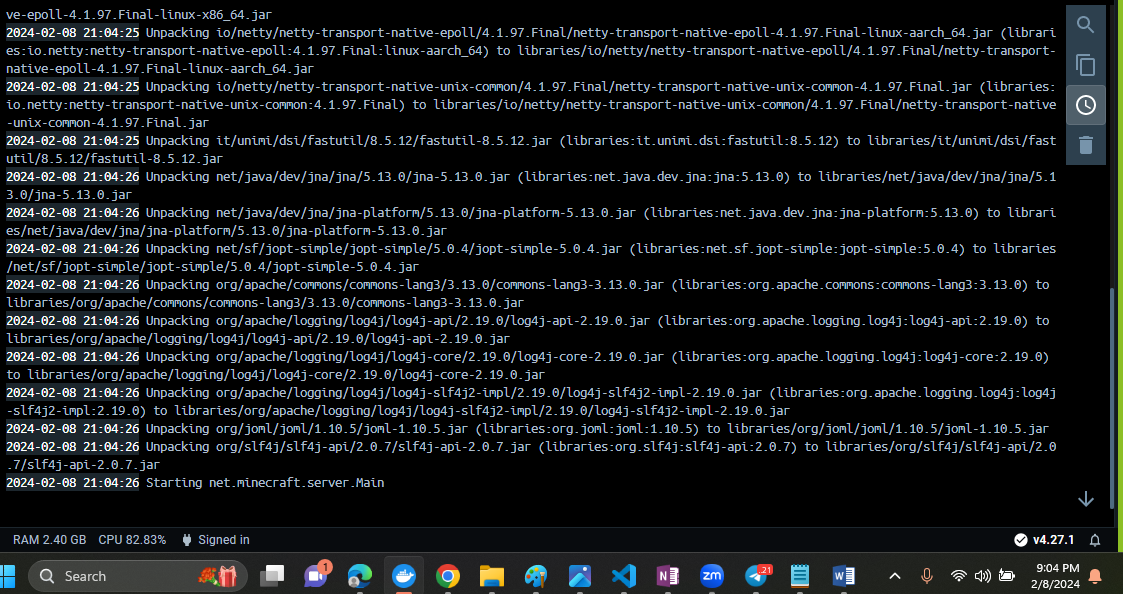 ve-epoll-4.1.97.Final-linux-x86_64.jar
2024-02-08 21:04:25 Unpacking io/netty/netty-transport-native-epoll/4.1.97.Final/netty-transport-native-epoll-4.1.97.Final-linux-aarch_64.jar (librari
es:io.netty:netty-transport-native-epoll:4.1.97.Final:linux-aarch_64) to libraries/io/netty/netty-transport-native-epoll/4.1.97.Final/netty-transport-
native-epoll-4.1.97.Final-linux-aarch_64.jar
2024-02-08 21:04:25 Unpacking io/netty/netty-transport-native-unix-common/4.1.97.Final/netty-transport-native-unix-common-4.1.97.Final.jar (libraries:
io.netty:netty-transport-native-unix-common:4.1.97.Final) to libraries/io/netty/netty-transport-native-unix-common/4.1.97.Final/netty-transport-native
-unix-common-4.1.97.Final.jar
2024-02-08 21:04:25 Unpacking it/unimi/dsi/fastutil/8.5.12/fastutil-8.5.12.jar (libraries:it.unimi.dsi:fastutil:8.5.12) to libraries/it/unimi/dsi/fast
util/8.5.12/fastutil-8.5.12.jar
2024-02-08 21:04:26 Unpacking net/java/dev/jna/jna/5.13.0/jna-5.13.0.jar (libraries:net.java.dev.jna:jna:5.13.0) to libraries/net/java/dev/jna/jna/5.1
3.0/jna-5.13.0.jar
2024-02-08 21:04:26 Unpacking net/java/dev/jna/jna-platform/5.13.0/jna-platform-5.13.0.jar (libraries:net.java.dev.jna:jna-platform:5.13.0) to librari
es/net/java/dev/jna/jna-platform/5.13.0/jna-platform-5.13.0.jar
2024-02-08 21:04:26 Unpacking net/sf/jopt-simple/jopt-simple/5.0.4/jopt-simple-5.0.4.jar (libraries:net.sf.jopt-simple:jopt-simple:5.0.4) to libraries
/net/sf/jopt-simple/jopt-simple/5.0.4/jopt-simple-5.0.4.jar
2024-02-08 21:04:26 Unpacking org/apache/commons/commons-lang3/3.13.0/commons-lang3-3.13.0.jar (libraries:org.apache.commons:commons-lang3:3.13.0) to
libraries/org/apache/commons/commons-lang3/3.13.0/commons-lang3-3.13.0.jar
2024-02-08 21:04:26 Unpacking org/apache/logging/log4j/log4j-api/2.19.0/log4j-api-2.19.0.jar (libraries:org.apache.logging.log4j:log4j-api:2.19.0) to
libraries/org/apache/logging/log4j/log4j-api/2.19.0/log4j-api-2.19.0.jar
2024-02-08 21:04:26 Unpacking org/apache/logging/log4j/log4j-core/2.19.0/log4j-core-2.19.0.jar (libraries:org.apache.logging.log4j:log4j-core:2.19.0)
to libraries/org/apache/logging/log4j/log4j-core/2.19.0/log4j-core-2.19.0.jar
2024-02-08 21:04:26 Unpacking org/apache/logging/log4j/log4j-slf4j2-impl/2.19.0/log4j-slf4j2-impl-2.19.0.jar (libraries:org.apache.logging.log4j:log4j
-slf4j2-impl:2.19.0) to libraries/org/apache/logging/log4j/log4j-slf4j2-impl/2.19.0/log4j-slf4j2-impl-2.19.0.jar
2024-02-08 21:04:26 Unpacking org/joml/joml/1.10.5/joml-1.10.5.jar (libraries:org.joml:joml:1.10.5) to libraries/org/joml/joml/1.10.5/joml-1.10.5.jar
2024-02-08 21:04:26 Unpacking org/slf4j/slf4j-api/2.0.7/slf4j-api-2.0.7.jar (libraries:org.slf4j:slf4j-api:2.0.7) to libraries/org/slf4j/slf4j-api/2.0
.7/slf4j-api-2.0.7.jar
2024-02-08 21:04:26 Starting net.minecraft.server.Main
RAM 2.40 GB CPU 82.83% Signed in v4.27.1
Search 1 N zm 21 W 9:04 PM
2/8/2024